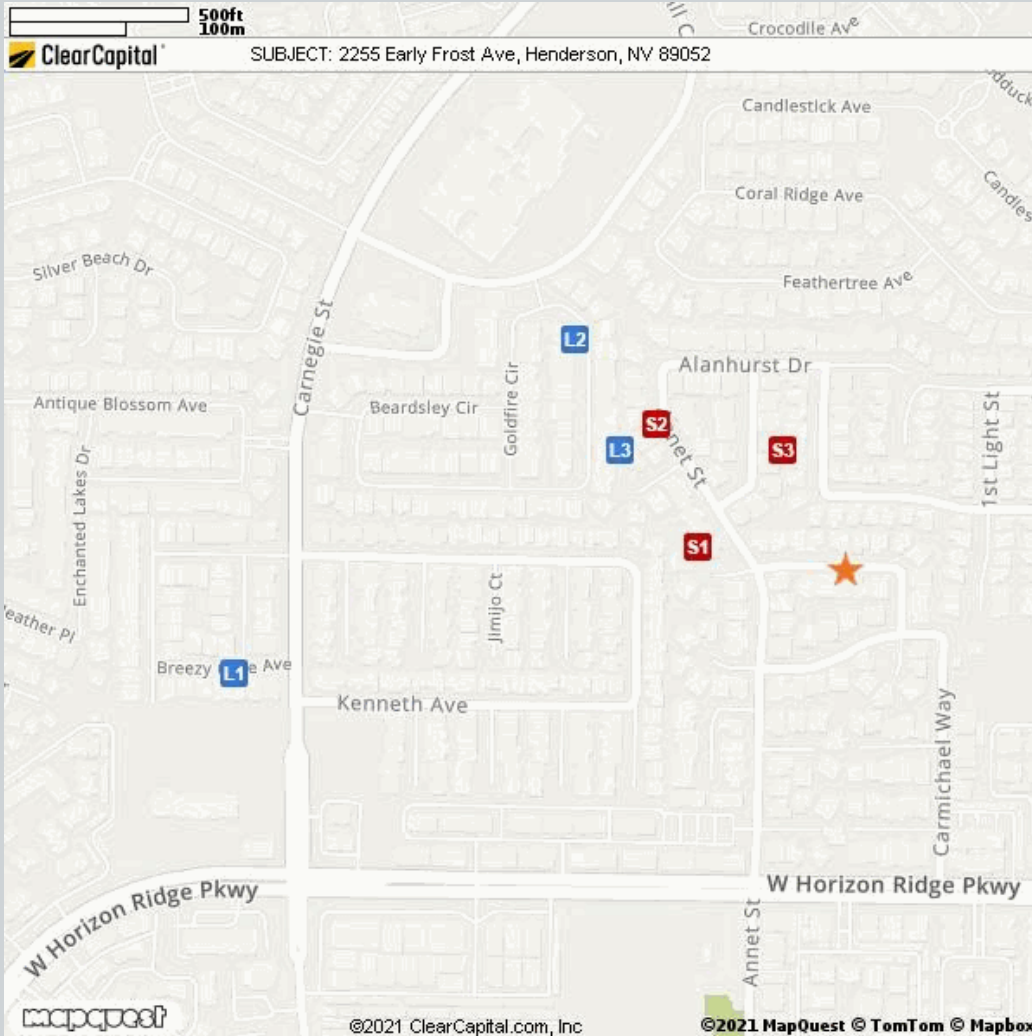 500ft
100m
ClearCapital
SUBJECT: 2255 Early Frost Ave, Henderson, NV 89052
Crocodile Ave
Candlestick Ave
Coral Ridge Ave
Silver Beach Dr
Feathertree Ave
Carnegie St
L2
Alanhurst Dr
Antique Blossom Ave
Beardsley Cir
Goldfire Cir
1st Light St
S2
L3
S3
St
Enchanted Lakes Dr
S1
Jimijo Ct
Pl
Breezy
Ave
L1
Kenneth Ave
Carmichael Way
W Horizon Ridge Pkwy
W Horizon Ridge Pkwy
Annet St
mapquest
©2021 ClearCapital.com, Inc
©2021 MapQuest © TomTom © Mapbox